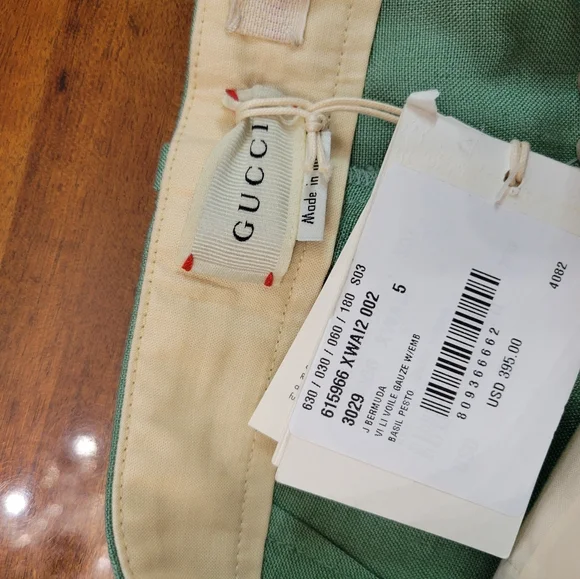 GUCCI
Made in
630 / 030 / 060 / 180 S03
615966 XWAI2 002
3029
5
J BERMUDA
VI LI VOILE GAUZE W/EMB
BASIL PESTO
809366662
USD 395.00
4082